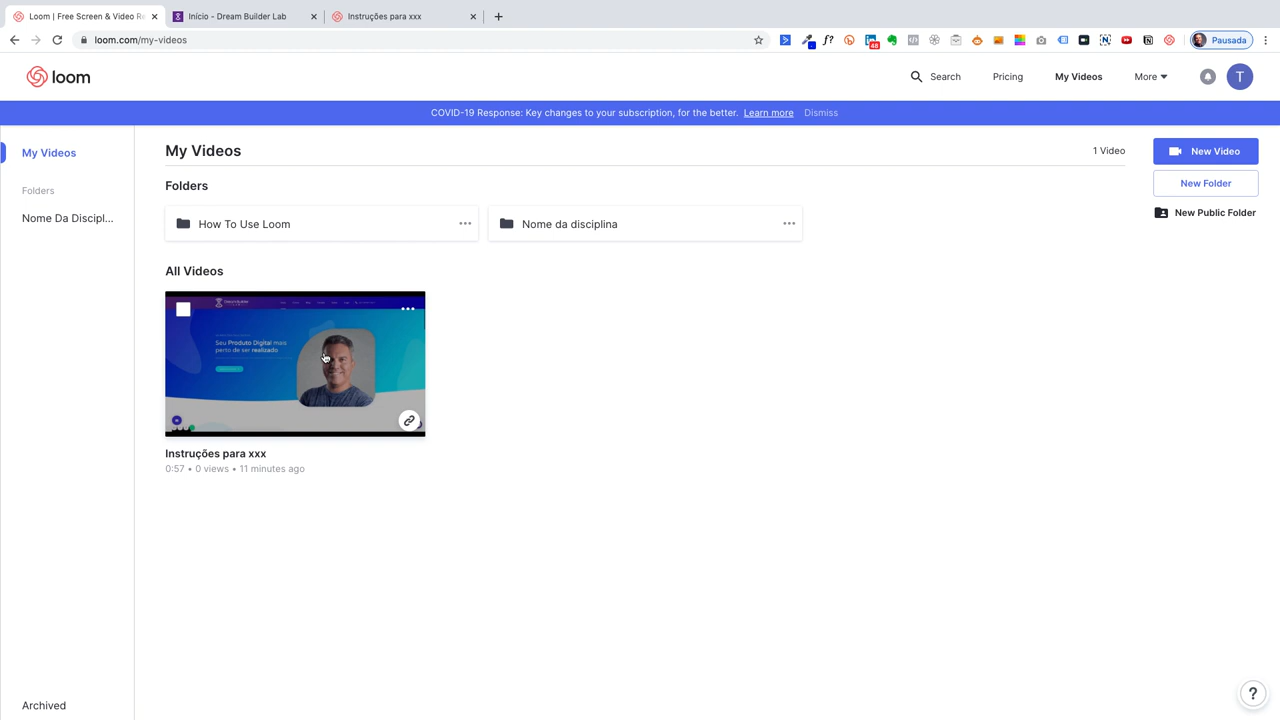 Loom | Free Screen & Video Re
Início - Dream Builder Lab
Instruções para xxx
loom.com/my-videos
48
Pausada
loom
Search
Pricing
My Videos
More
T
COVID-19 Response: Key changes to your subscription, for the better. Learn more Dismiss
My Videos
Folders
Nome Da Discipl...
Archived
My Videos
1 Video
Folders
How To Use Loom
Nome da disciplina
All Videos
Seu Produto Digital mais
perto de ser realizado
Instruções para xxx
0:57 • 0 views • 11 minutes ago
New Video
New Folder
New Public Folder
?